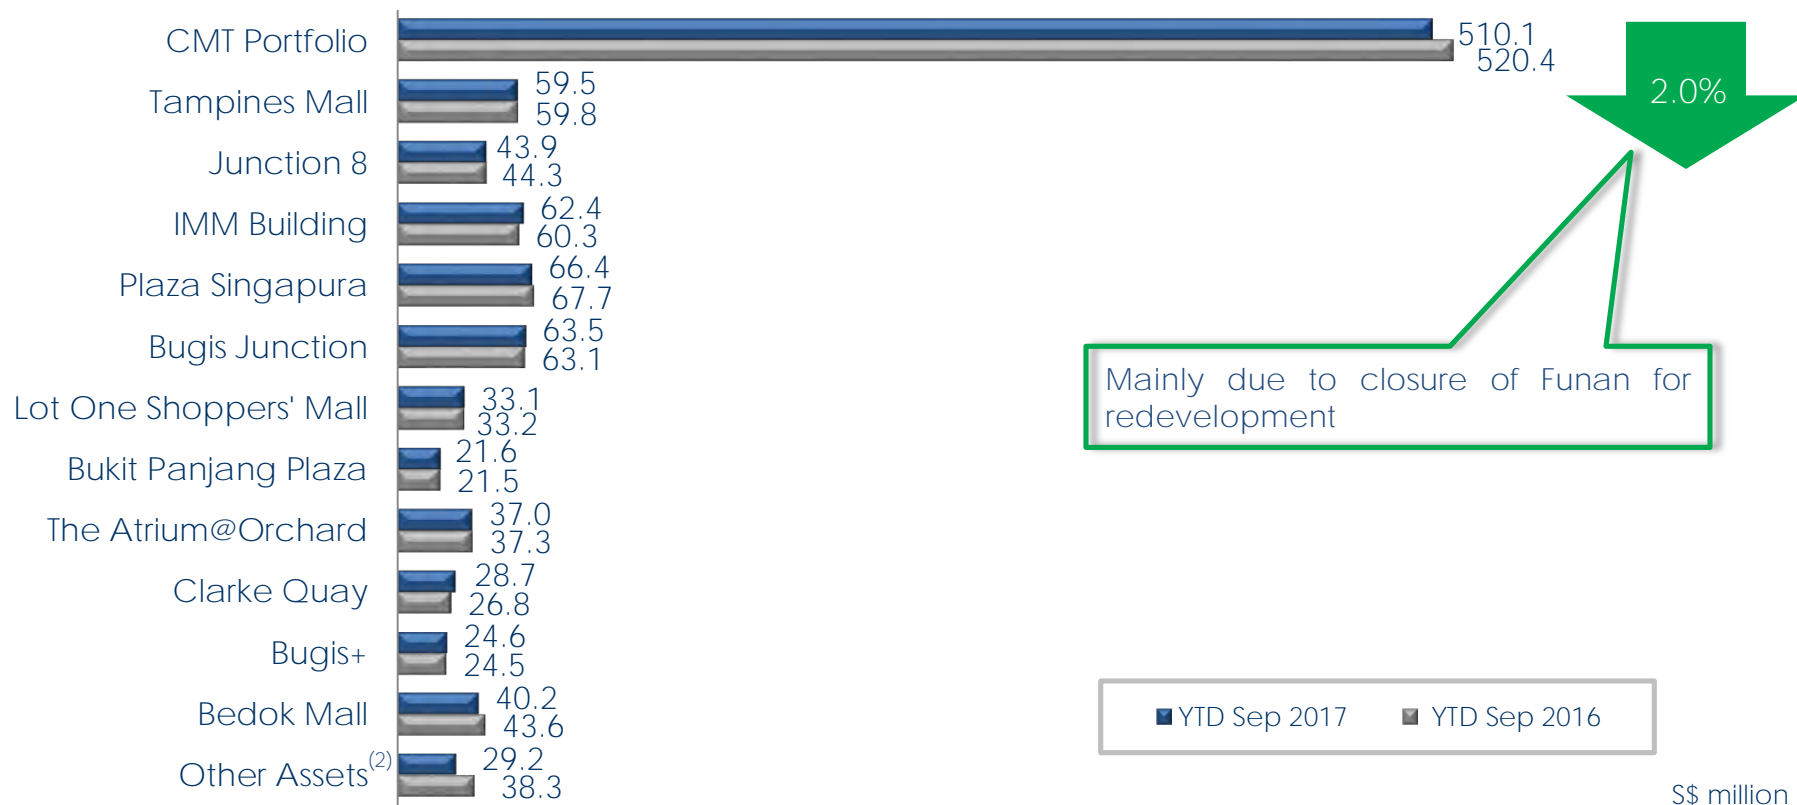 CMT Portfolio 510.1
520.4
2.0%
Tampines Mall 59.5
59.8
Junction 8 43.9
44.3
IMM Building 62.4
60.3
Plaza Singapura 66.4
67.7
Bugis Junction 63.5
63.1
Mainly due to closure of Funan for
redevelopment
Lot One Shoppers' Mall 33.1
33.2
Bukit Panjang Plaza 21.6
21.5
The Atrium@Orchard 37.0
37.3
Clarke Quay 28.7
26.8
Bugis+ 24.6
24.5
Bedok Mall 40.2
43.6
YTD Sep 2017 YTD Sep 2016
Other Assets(2) 29.2
38.3
S$ million